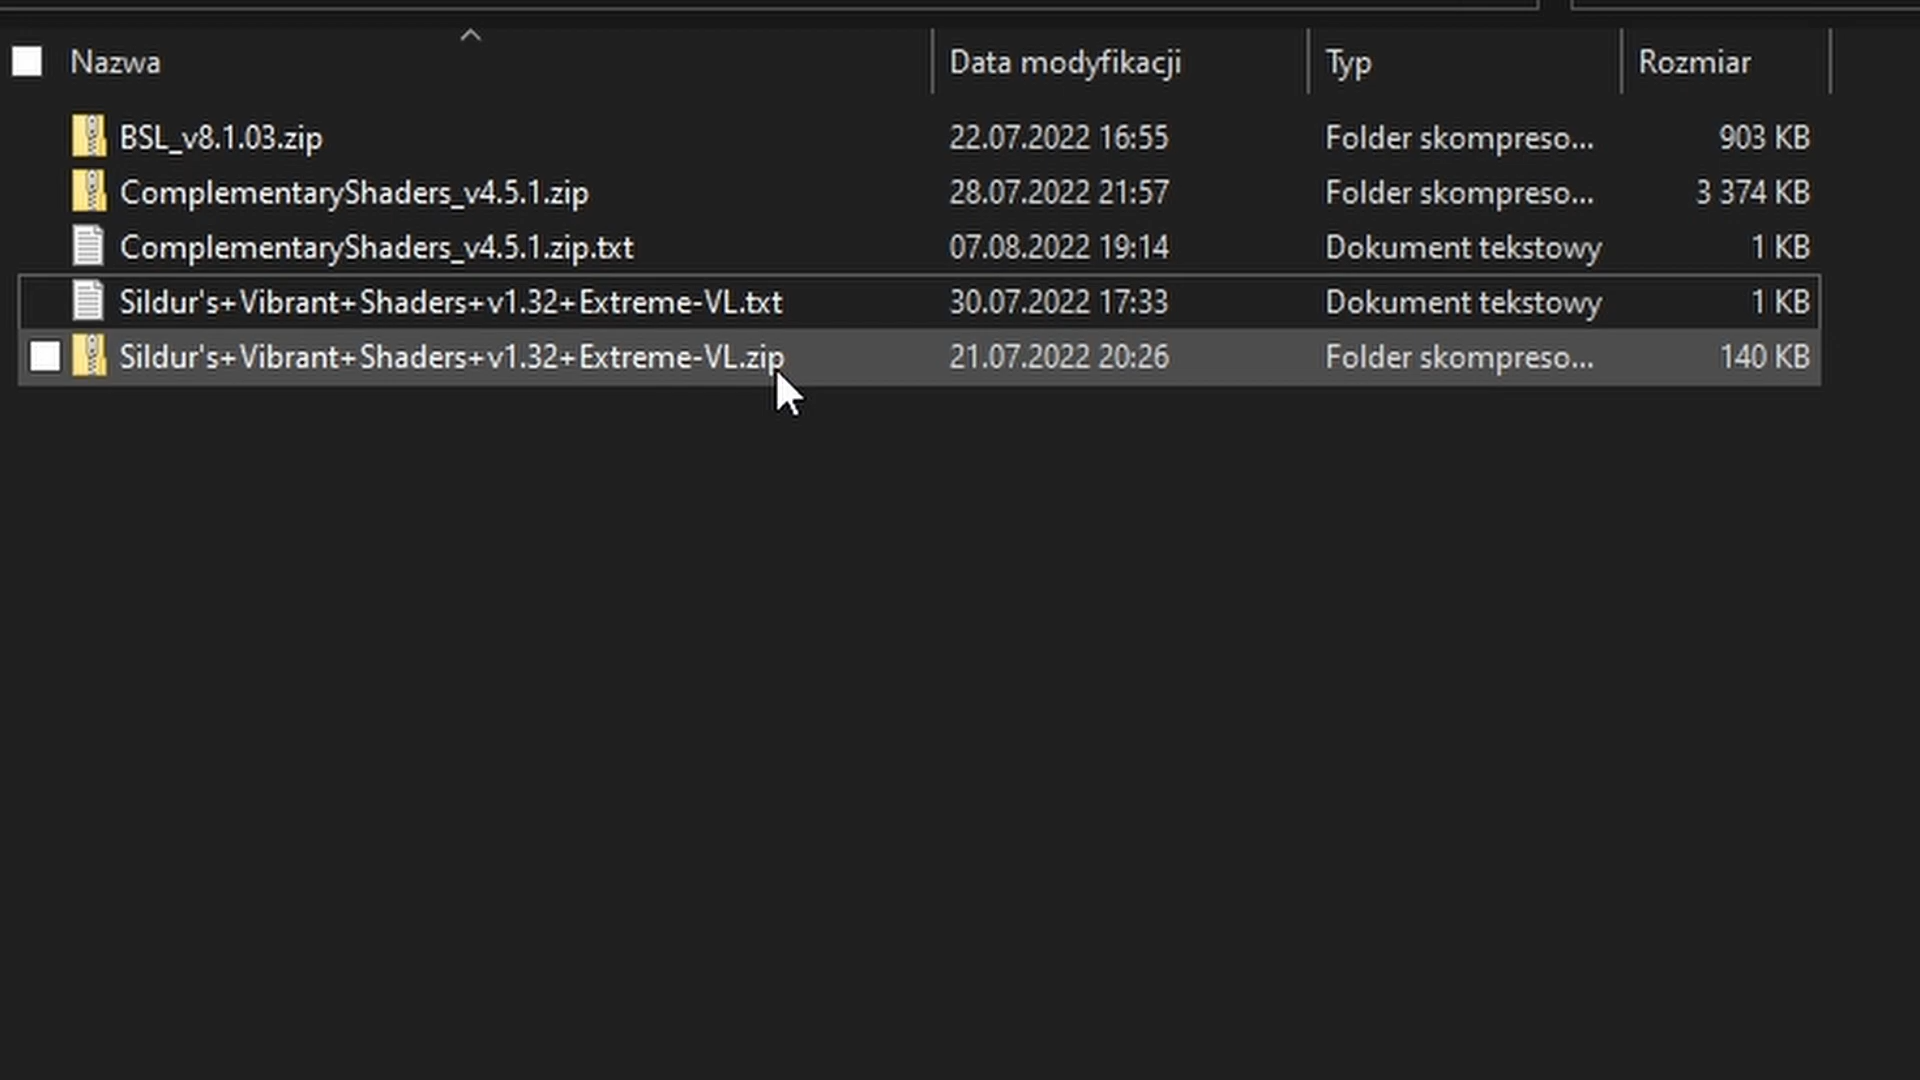 Nazwa Data modyfikacji Typ Rozmiar
BSL_v8.1.03.zip 22.07.2022 16:55 Folder skompreso... 903 KB
ComplementaryShaders_v4.5.1.zip 28.07.2022 21:57 Folder skompreso... 3 374 KB
ComplementaryShaders_v4.5.1.zip.txt 07.08.2022 19:14 Dokument tekstowy 1 KB
Sildur's+Vibrant+Shaders+v1.32+Extreme-VL.txt 30.07.2022 17:33 Dokument tekstowy 1 KB
Sildur's+Vibrant+Shaders+v1.32+Extreme-VL.zip 21.07.2022 20:26 Folder skompreso... 140 KB